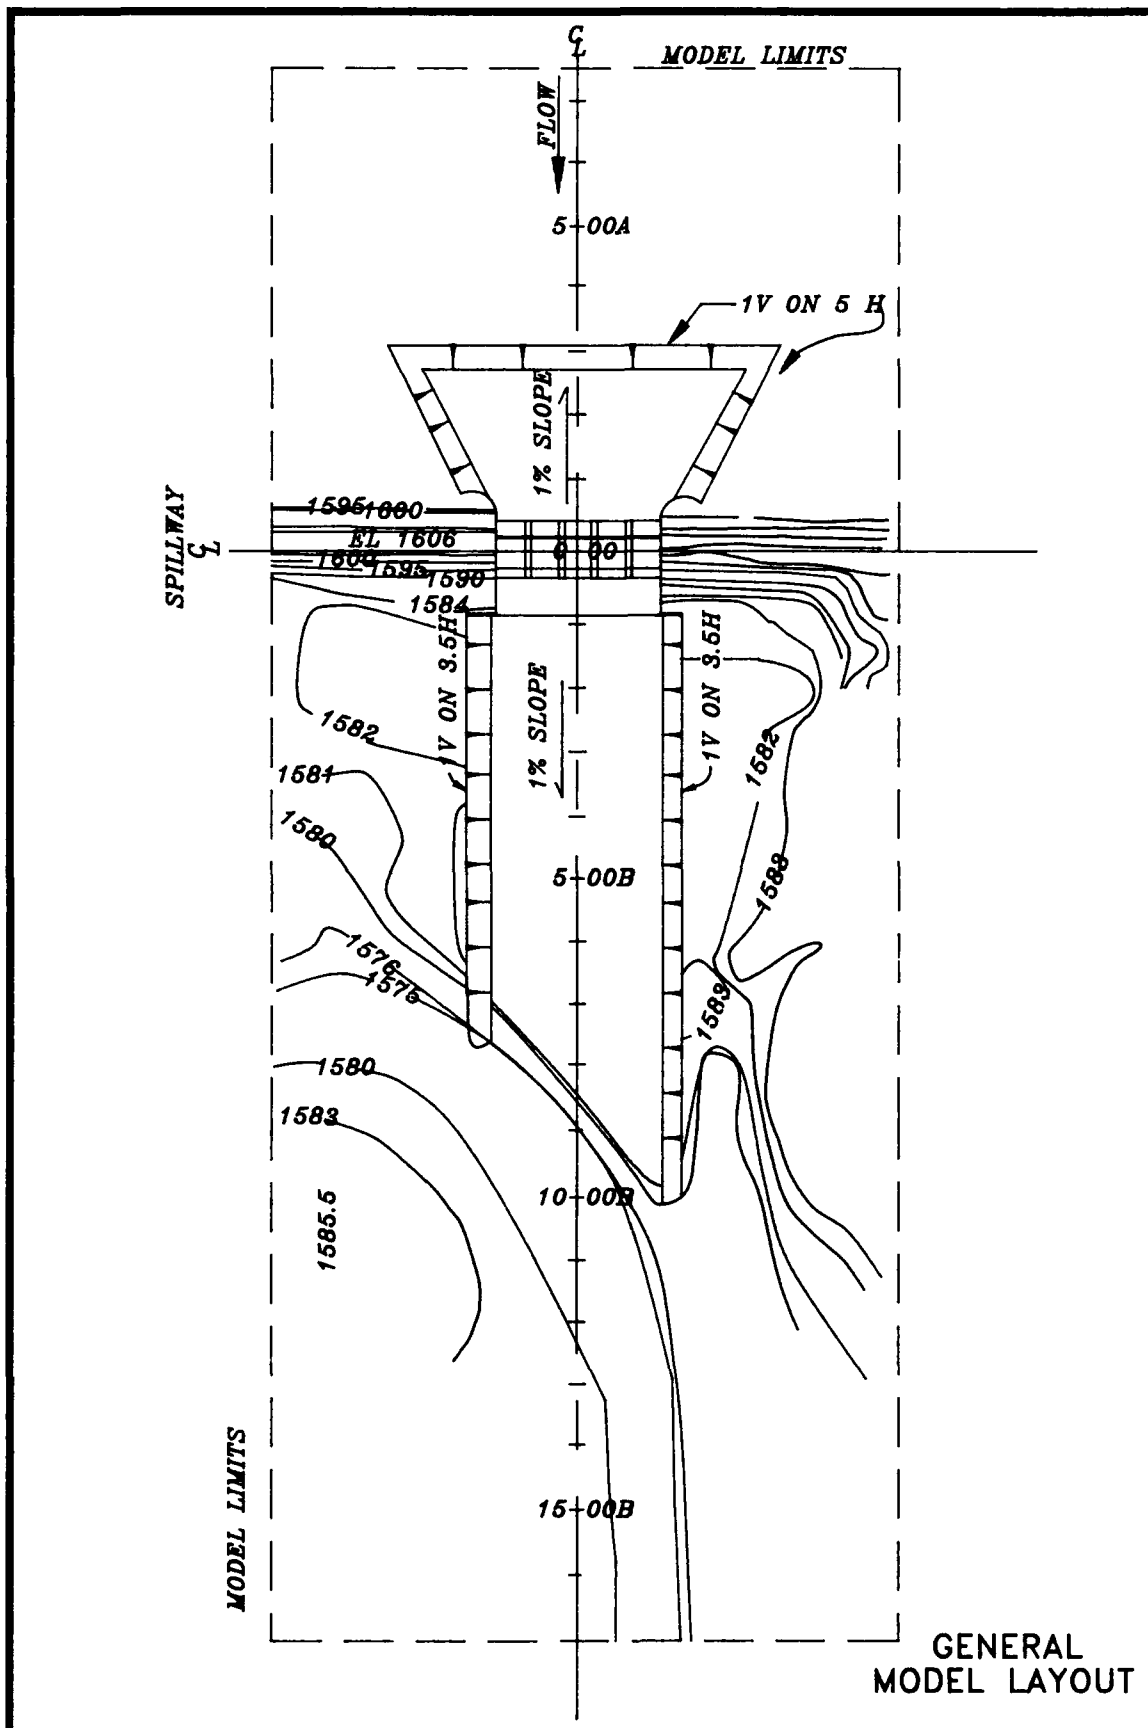 ℄
MODEL LIMITS
FLOW
5+00A
1V ON 5 H
1% SLOPE
1595
1600
EL 1606
SPILLWAY
℄
0 00
1600
1595
1590
1584
1V ON 3.5H
1% SLOPE
1V ON 3.5H
1582
1582
1581
1580
1583
5+00B
1576
1575
1583
1580
1583
10+00B
1585.5
15+00B
MODEL LIMITS
GENERAL
MODEL LAYOUT